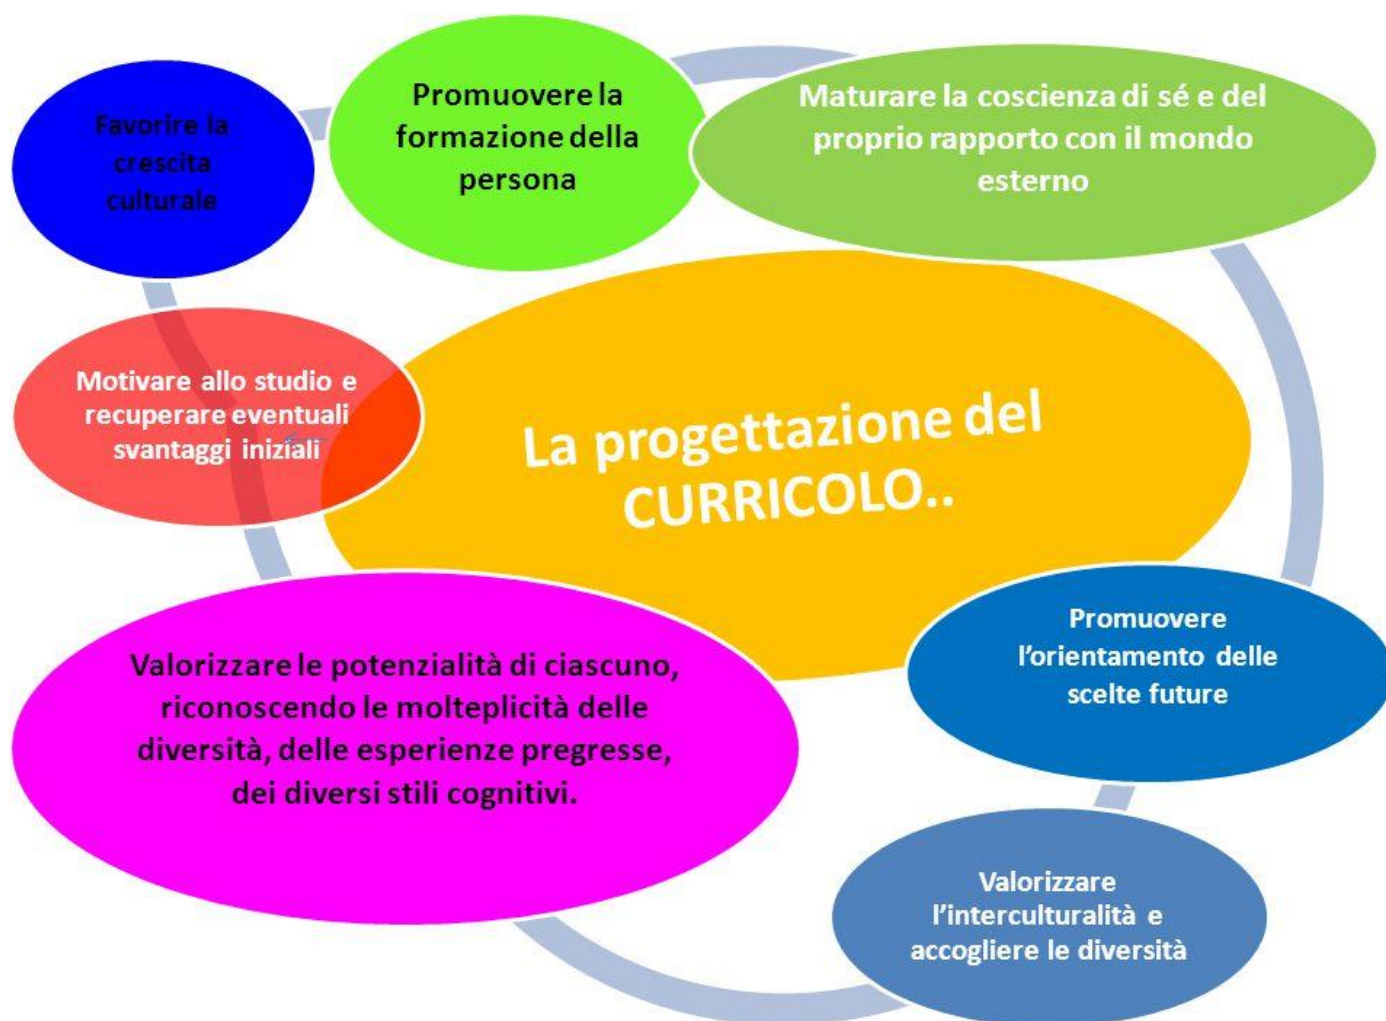 Favorire la
crescita
culturale
Promuovere la
formazione della
persona
Maturare la coscienza di sé e del
proprio rapporto con il mondo
esterno
Motivare allo studio e
recuperare eventuali
svantaggi iniziali
La progettazione del
CURRICOLO..
Valorizzare le potenzialità di ciascuno,
riconoscendo le molteplicità delle
diversità, delle esperienze pregresse,
dei diversi stili cognitivi.
Promuovere
l’orientamento delle
scelte future
Valorizzare
l’interculturalità e
accogliere le diversità